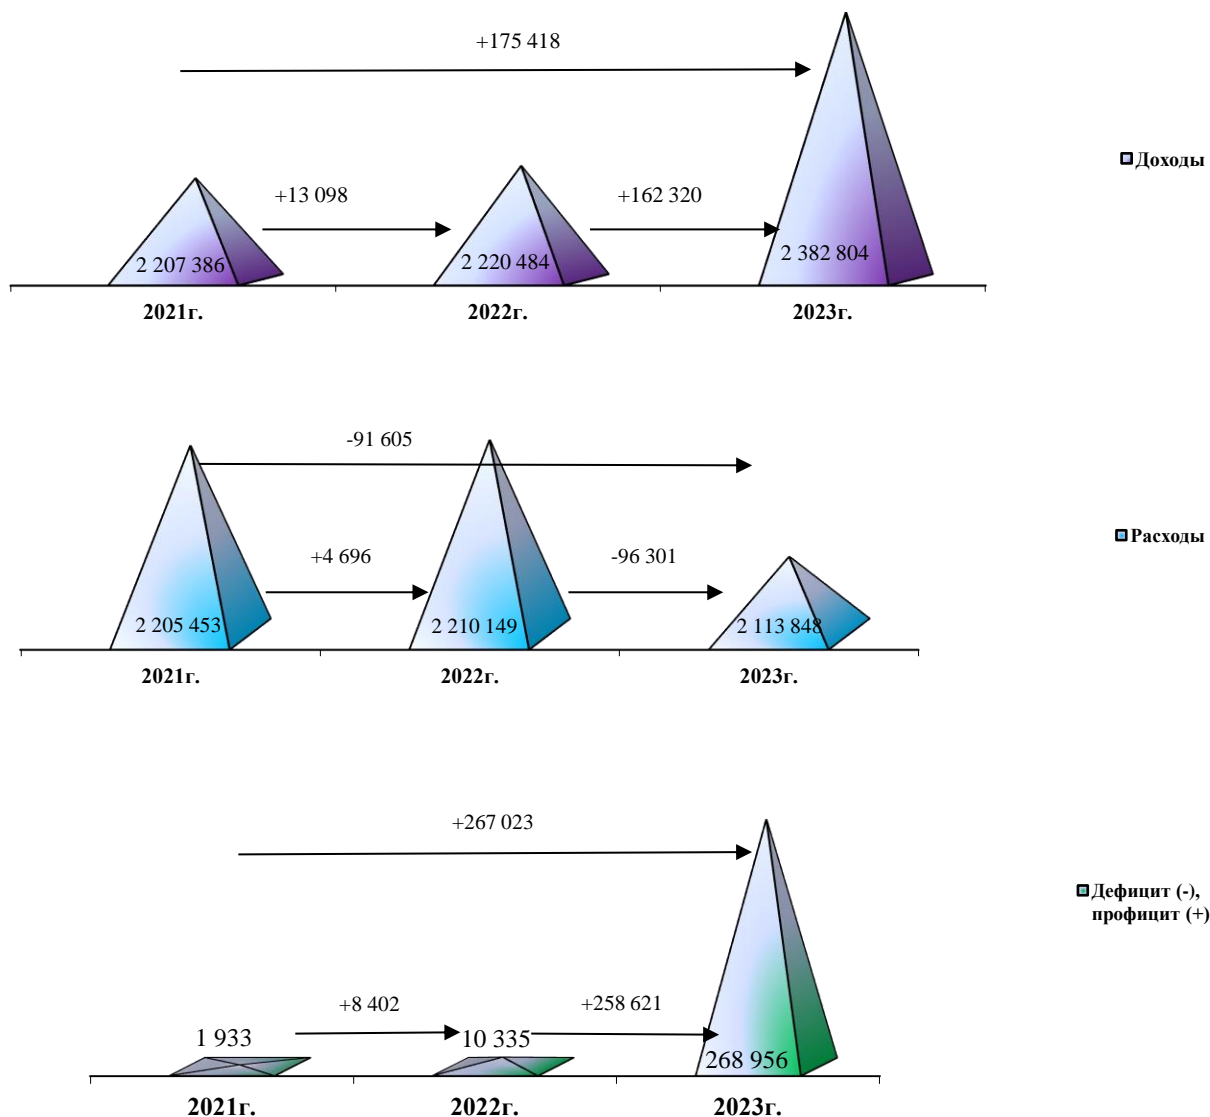 +175 418
Доходы
+13 098
+162 320
2 207 386
2 220 484
2 382 804
2021г.
2022г.
2023г.
-91 605
Расходы
+4 696
-96 301
2 205 453
2 210 149
2 113 848
2021г.
2022г.
2023г.
+267 023
Дефицит (-),
профицит (+)
+8 402
+258 621
1 933
10 335
268 956
2021г.
2022г.
2023г.